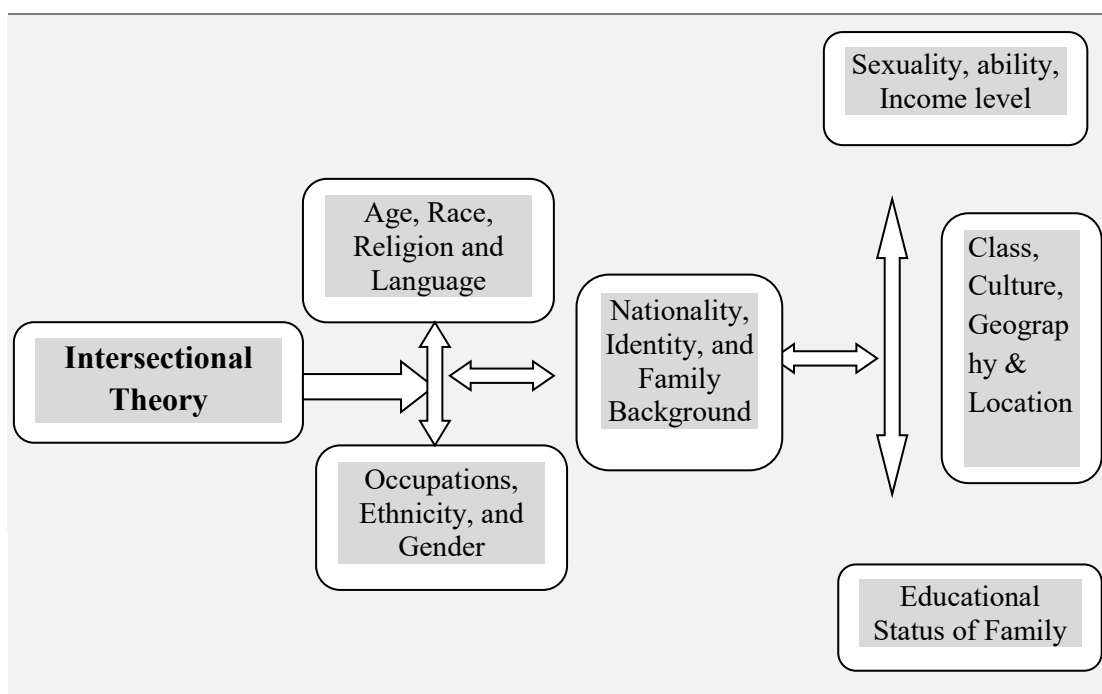 Sexuality, ability,
Income level
Age, Race,
Religion and
Language
Intersectional
Theory
Nationality,
Identity, and
Family
Background
Class,
Culture,
Geograp
hy &
Location
Occupations,
Ethnicity, and
Gender
Educational
Status of Family